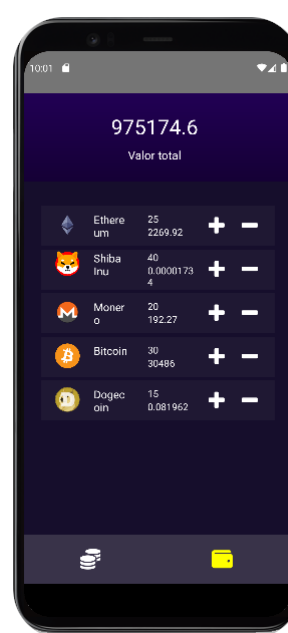 10:01
975174.6
Valor total
Ethere
um
25
2269.92
Shiba
Inu
40
0.0000173
4
Moner
o
20
192.27
Bitcoin
30
30486
Dogec
oin
15
0.081962